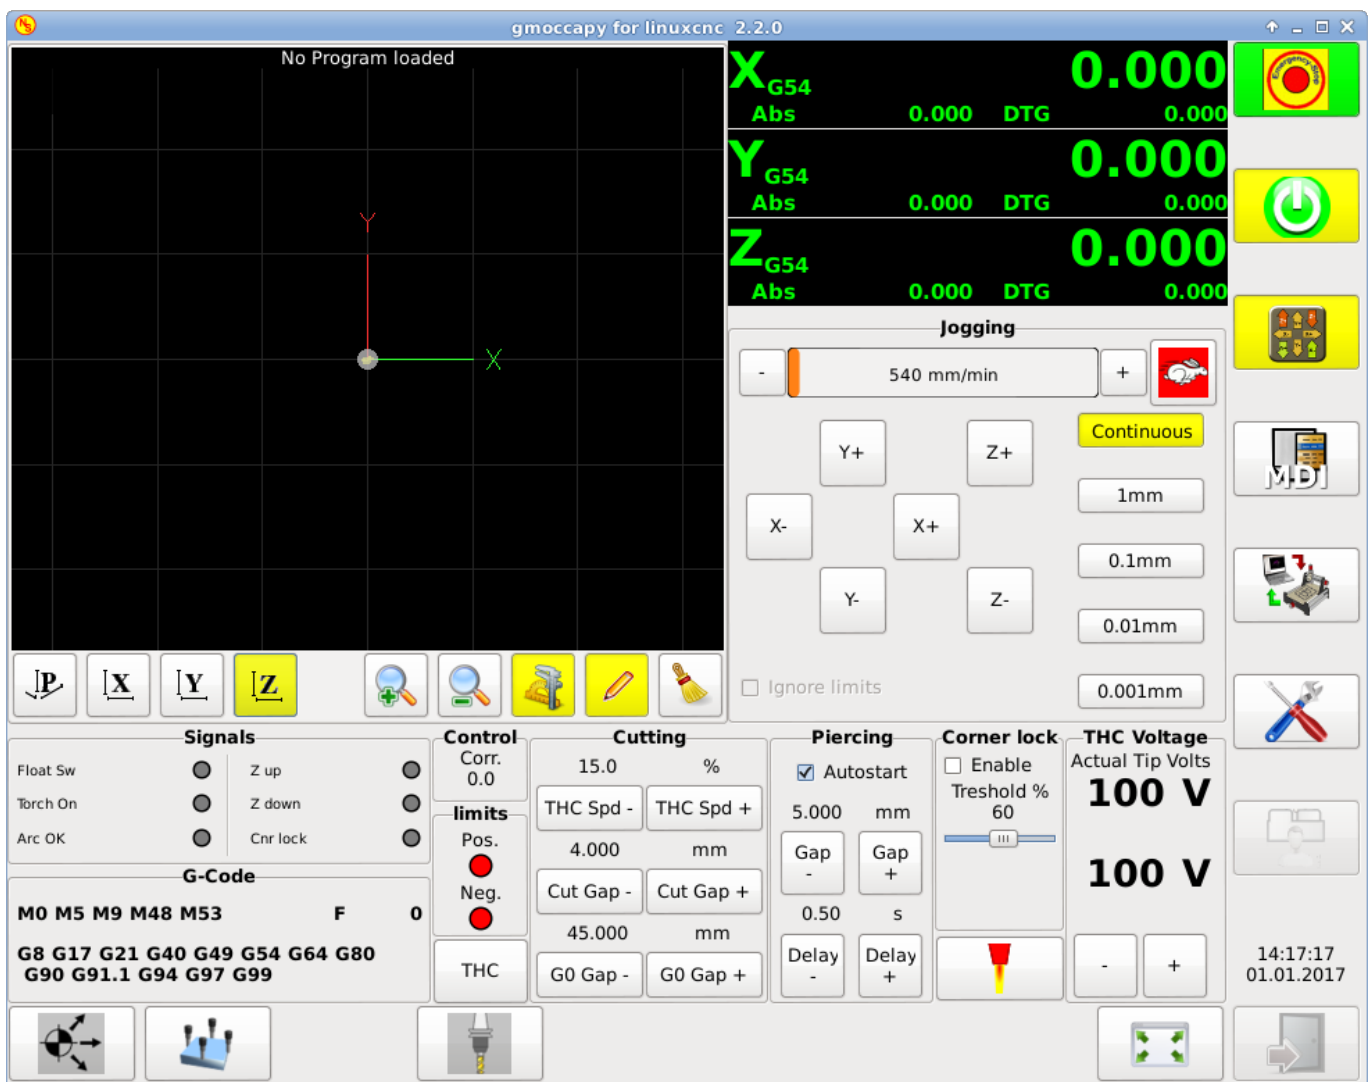 gmoccapy for linuxcnc 2.2.0
No Program loaded
Y
X
X G54 0.000
Abs 0.000 DTG 0.000
Y G54 0.000
Abs 0.000 DTG 0.000
Z G54 0.000
Abs 0.000 DTG 0.000
Emergency-Stop
Jogging
- 540 mm/min +
Continuous
Y+ Z+
1mm
X- X+
0.1mm
Y- Z-
0.01mm
Ignore limits
0.001mm
MDI
P X Y Z
Signals
Float Sw Z up
Torch On Z down
Arc OK Cnr lock
G-Code
M0 M5 M9 M48 M53 F 0
G8 G17 G21 G40 G49 G54 G64 G80
G90 G91.1 G94 G97 G99
Control
Corr.
0.0
limits
Pos.
Neg.
THC
Cutting
15.0 %
THC Spd - THC Spd +
4.000 mm
Cut Gap - Cut Gap +
45.000 mm
G0 Gap - G0 Gap +
Piercing
Autostart
5.000 mm
Gap - Gap +
0.50 s
Delay - Delay +
Corner lock
Enable
Treshold %
60
THC Voltage
Actual Tip Volts
100 V
100 V
- +
14:17:17
01.01.2017